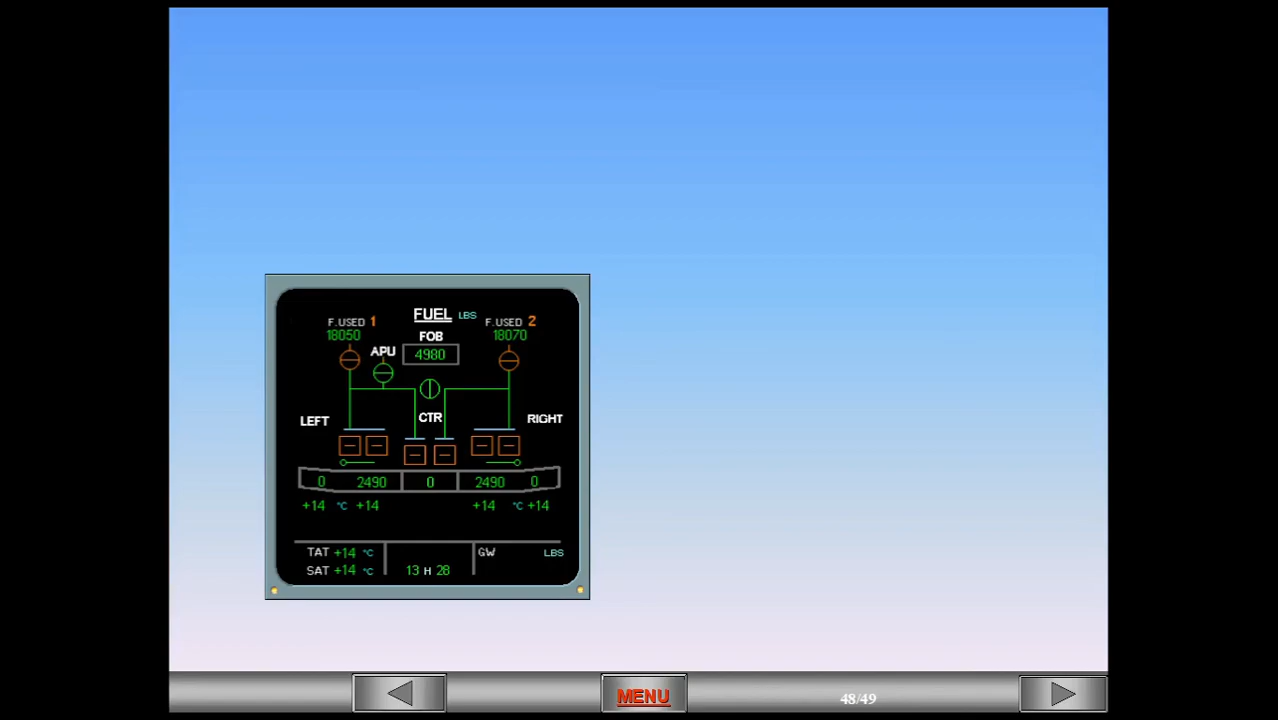 FUEL LBS
F.USED 1
18050
F.USED 2
18070
FOB
4980
APU
LEFT
CTR
RIGHT
0 2490 0 2490 0
+14 °C +14 +14 °C +14
TAT +14 °C
GW LBS
SAT +14 °C
13 H 28
MENU
48/49